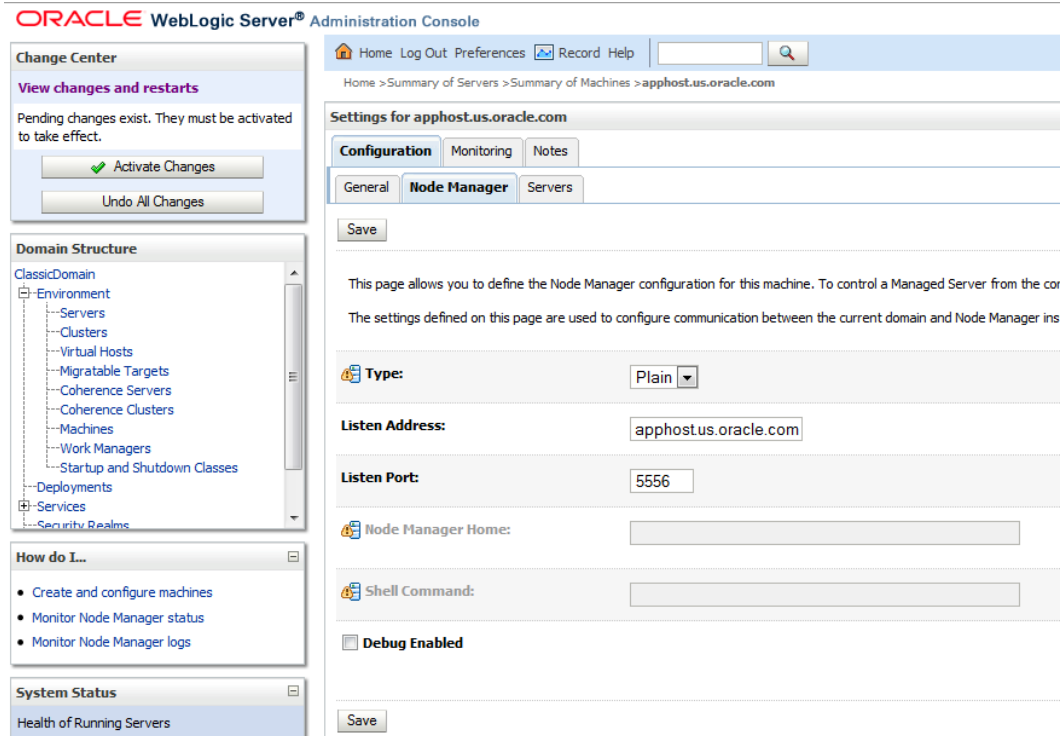 ORACLE WebLogic Server® Administration Console
Change Center
View changes and restarts
Pending changes exist. They must be activated
to take effect.
Activate Changes
Undo All Changes
Domain Structure
ClassicDomain
Environment
Servers
Clusters
Virtual Hosts
Migratable Targets
Coherence Servers
Coherence Clusters
Machines
Work Managers
Startup and Shutdown Classes
Deployments
Services
Security Realms
How do I...
Create and configure machines
Monitor Node Manager status
Monitor Node Manager logs
System Status
Health of Running Servers
Home Log Out Preferences Record Help
Home >Summary of Servers >Summary of Machines >apphost.us.oracle.com
Settings for apphost.us.oracle.com
Configuration Monitoring Notes
General Node Manager Servers
Save
This page allows you to define the Node Manager configuration for this machine. To control a Managed Server from the
The settings defined on this page are used to configure communication between the current domain and Node Manager
Type: Plain
Listen Address: apphost.us.oracle.com
Listen Port: 5556
Node Manager Home:
Shell Command:
Debug Enabled
Save